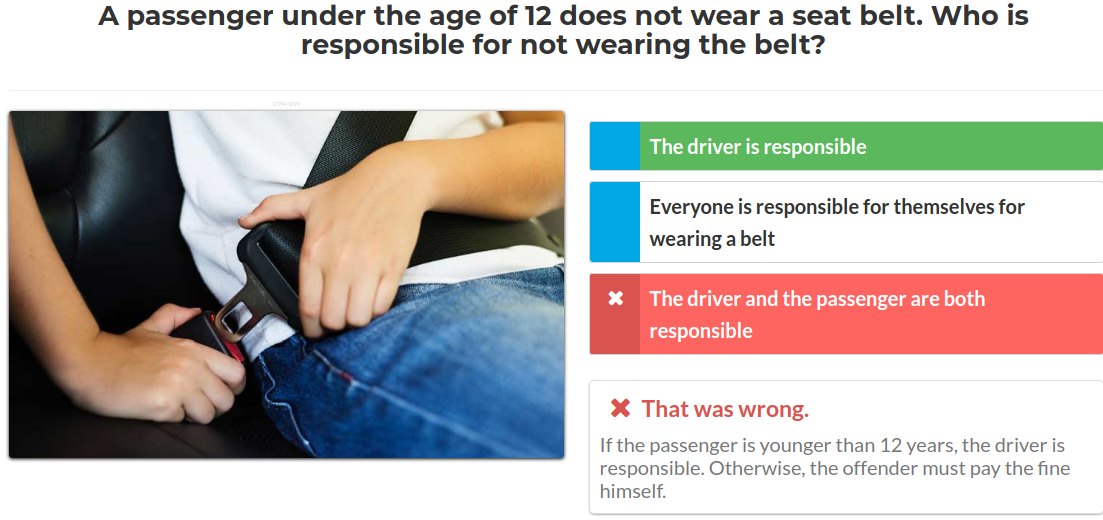 A passenger under the age of 12 does not wear a seat belt. Who is
responsible for not wearing the belt?
The driver is responsible
Everyone is responsible for themselves for
wearing a belt
The driver and the passenger are both
responsible
That was wrong.
If the passenger is younger than 12 years, the driver is
responsible. Otherwise, the offender must pay the fine
himself.